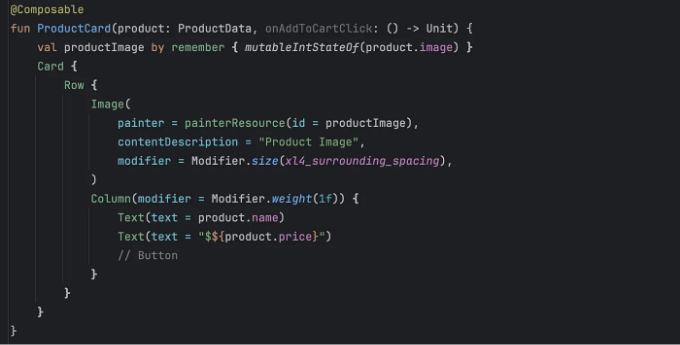 @Composable
fun ProductCard(product: ProductData, onAddToCartClick: () -> Unit) {
    val productImage by remember { mutableIntStateOf(product.image) }
    Card {
        Row {
            Image(
                painter = painterResource(id = productImage),
                contentDescription = "Product Image",
                modifier = Modifier.size(xl4_surrounding_spacing),
            )
            Column(modifier = Modifier.weight(1f)) {
                Text(text = product.name)
                Text(text = "$${product.price}")
                // Button
            }
        }
    }
}